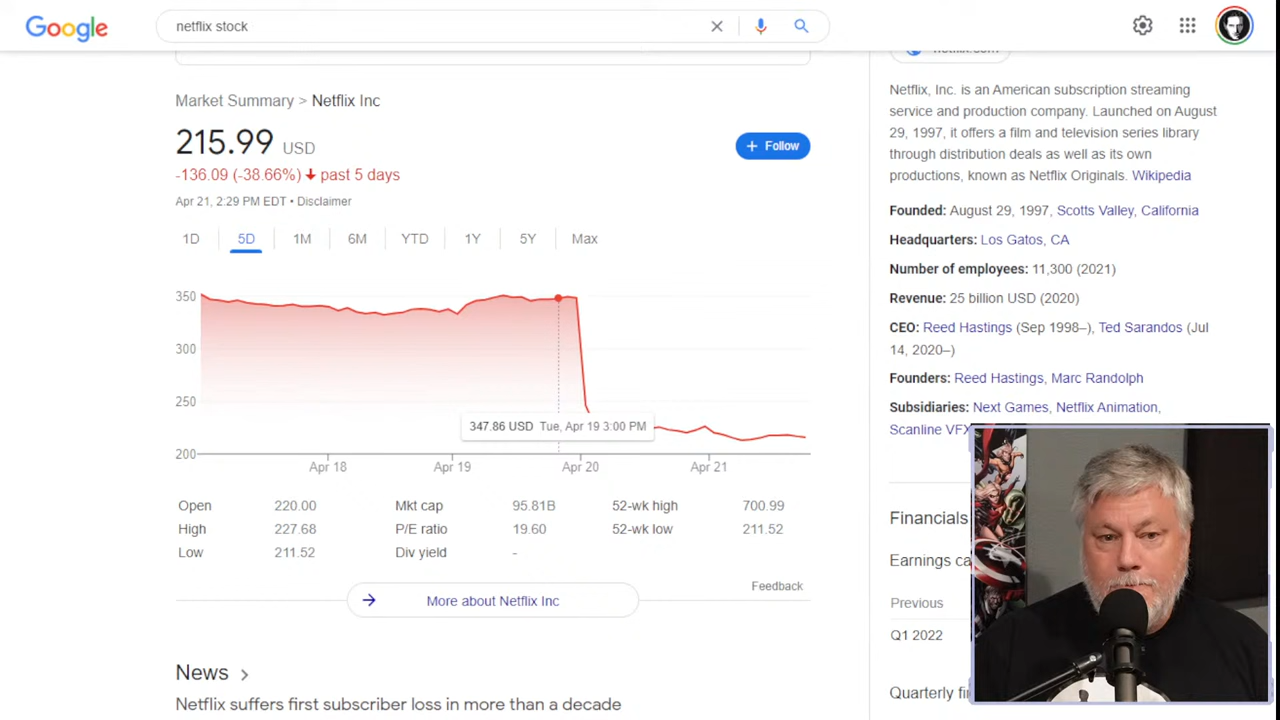 Google
netflix stock
Market Summary > Netflix Inc
215.99 USD
-136.09 (-38.66%) past 5 days
Apr 21, 2:29 PM EDT • Disclaimer
+ Follow
1D 5D 1M 6M YTD 1Y 5Y Max
350
300
250
200
347.86 USD Tue, Apr 19 3:00 PM
Apr 18 Apr 19 Apr 20 Apr 21
Open 220.00 Mkt cap 95.81B 52-wk high 700.99
High 227.68 P/E ratio 19.60 52-wk low 211.52
Low 211.52 Div yield -
Feedback
More about Netflix Inc
News >
Netflix suffers first subscriber loss in more than a decade
netflix.com
Netflix, Inc. is an American subscription streaming
service and production company. Launched on August
29, 1997, it offers a film and television series library
through distribution deals as well as its own
productions, known as Netflix Originals. Wikipedia
Founded: August 29, 1997, Scotts Valley, California
Headquarters: Los Gatos, CA
Number of employees: 11,300 (2021)
Revenue: 25 billion USD (2020)
CEO: Reed Hastings (Sep 1998–), Ted Sarandos (Jul
14, 2020–)
Founders: Reed Hastings, Marc Randolph
Subsidiaries: Next Games, Netflix Animation,
Scanline VFX
Financials
Earnings ca
Previous
Q1 2022
Quarterly fi